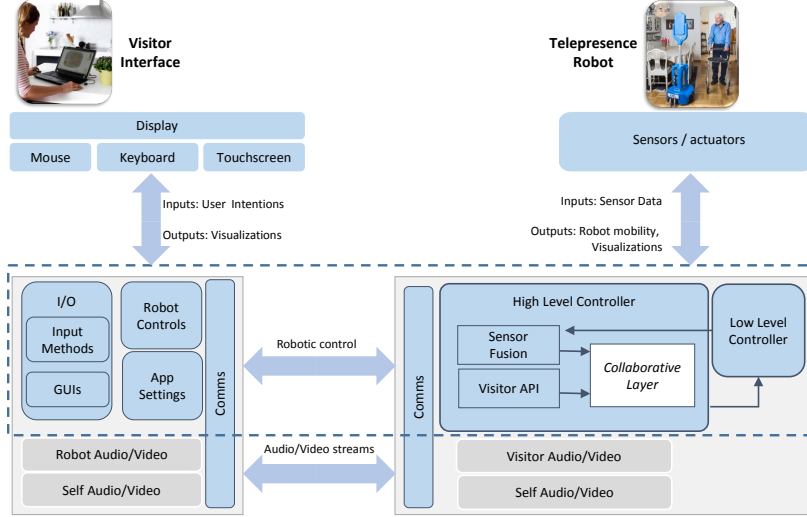 Visitor
Interface
Telepresence
Robot
Display
Mouse
Keyboard
Touchscreen
Sensors / actuators
Inputs: User Intentions
Outputs: Visualizations
Inputs: Sensor Data
Outputs: Robot mobility,
Visualizations
I/O
Input
Methods
GUIs
Robot
Controls
App
Settings
Comms
Robotic control
Comms
High Level Controller
Sensor
Fusion
Visitor API
Collaborative
Layer
Low Level
Controller
Robot Audio/Video
Self Audio/Video
Audio/Video streams
Visitor Audio/Video
Self Audio/Video